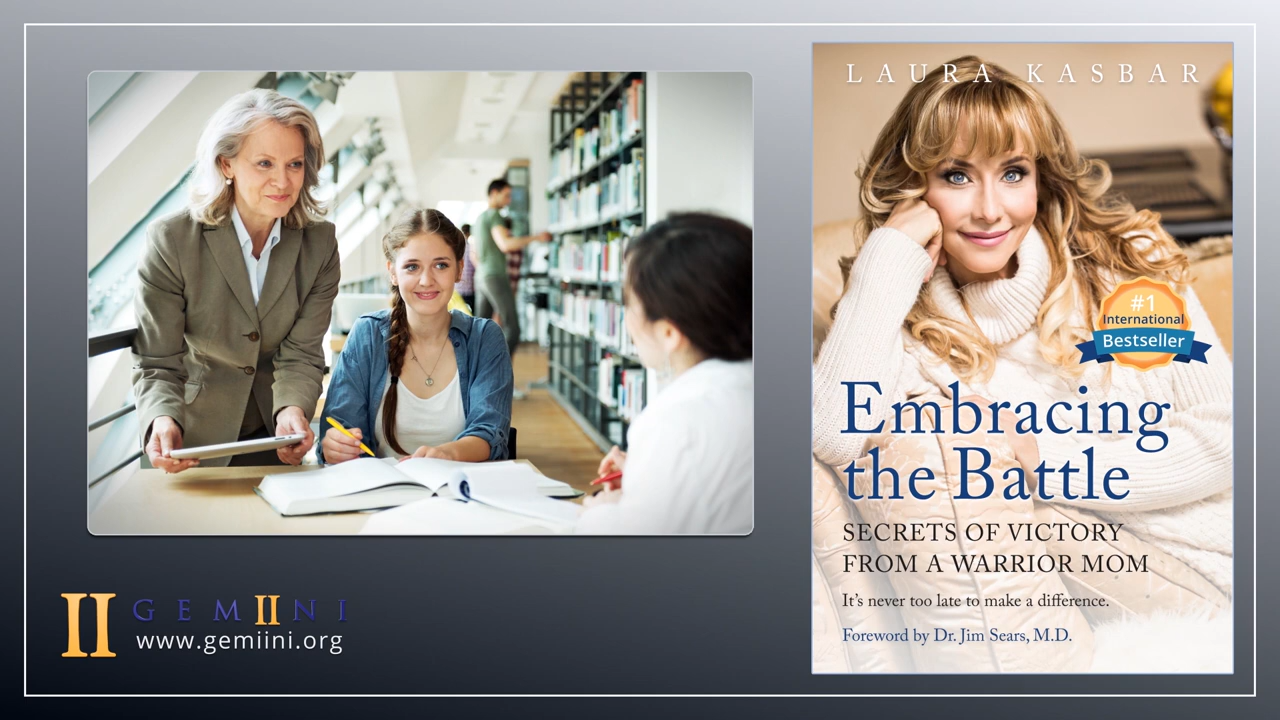 LAURA KASBAR
#1
International
Bestseller
Embracing
the Battle
SECRETS OF VICTORY
FROM A WARRIOR MOM
It's never too late to make a difference.
Foreword by Dr. Jim Sears, M.D.
II GEMIINI
www.gemiini.org